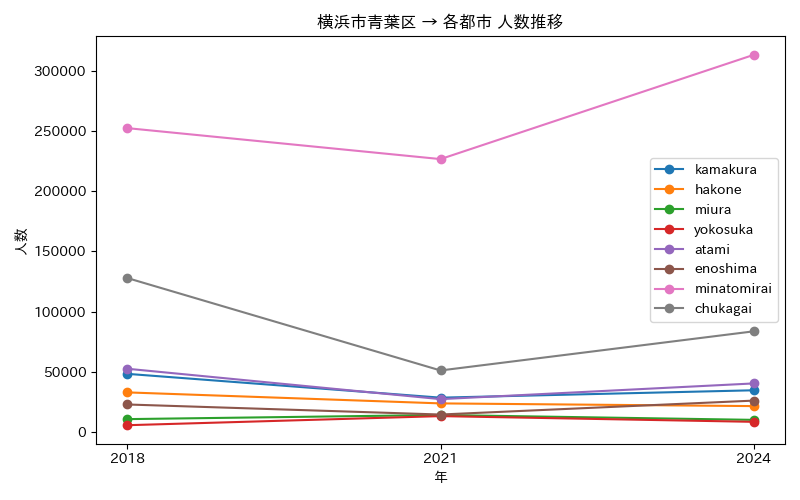 横浜市青葉区 → 各都市 人数推移
300000
250000
200000
150000
100000
50000
0
人数
kamakura
hakone
miura
yokosuka
atami
enoshima
minatomirai
chukagai
2018
2021
2024
年